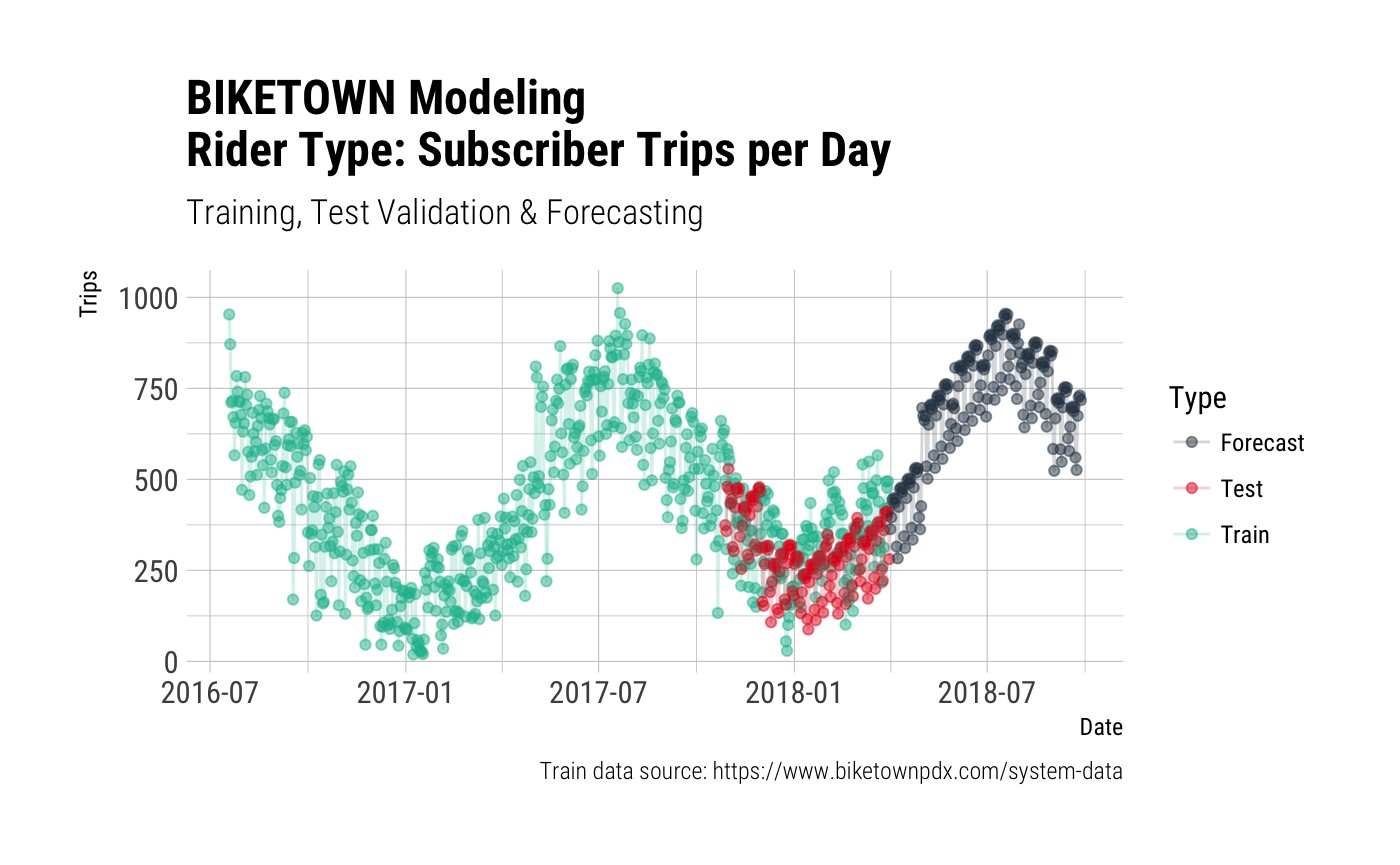 BIKETOWN Modeling
Rider Type: Subscriber Trips per Day
Training, Test Validation & Forecasting
Trips
1000
750
500
250
0
2016-07 2017-01 2017-07 2018-01 2018-07
Date
Type
Forecast
Test
Train
Train data source: https://www.biketownpdx.com/system-data